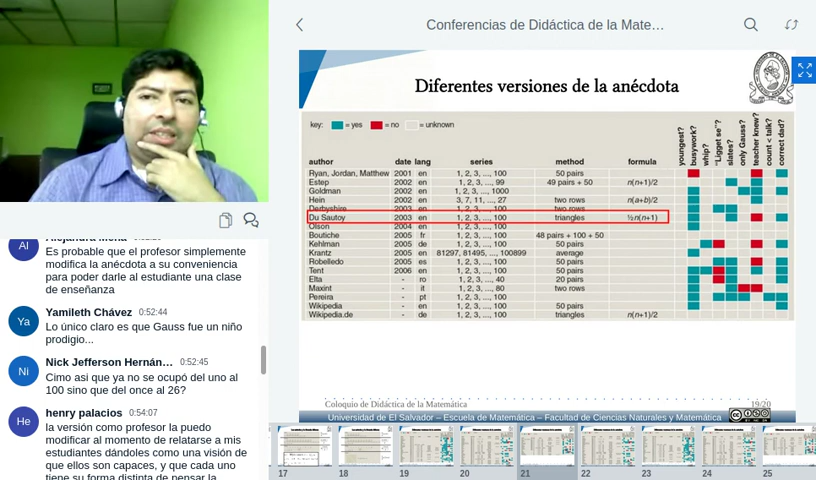 Conferencias de Didáctica de la Mate…
Diferentes versiones de la anécdota
key: = yes = no = unknown
youngest?
busywork?
whip?
"Ligget se"?
slates?
only Gauss?
teacher knew?
count < talk?
correct dad?
author date lang series method formula
Ryan, Jordan, Matthew 2001 en 1, 2, 3, ..., 100 50 pairs
Estep 2002 en 1, 2, 3, ..., 99 49 pairs + 50 n(n+1)/2
Goldman 2002 en 1, 2, 3, ..., 1000
Hein 2002 en 3, 7, 11, ..., 27 two rows n(a+b)/2
Derbyshire 2003 en 1, 2, 3, ..., 100 two rows
Du Sautoy 2003 en 1, 2, 3, ..., 100 triangles ½n(n+1)
Olson 2004 en 1, 2, 3, ..., 100
Boutiche 2005 fr 1, 2, 3, ..., 100 48 pairs + 100 + 50
Kehlman 2005 de 1, 2, 3, ..., 100 50 pairs
Krantz 2005 en 81297, 81495, ..., 100899 average
Robelledo 2005 es 1, 2, 3, ..., 100 50 pairs
Tent 2006 en 1, 2, 3, ..., 100 50 pairs
Elta - ro 1, 2, 3, ..., 40 20 pairs
Maxint - it 1, 2, 3, ..., 80 two rows
Pereira - pt 1, 2, 3, ..., 100
Wikipedia - en 1, 2, 3, ..., 100 50 pairs
Wikipedia.de - de 1, 2, 3, ..., 100 triangles n(n+1)/2
Coloquio de Didáctica de la Matemática 19/20
Universidad de El Salvador – Escuela de Matemática – Facultad de Ciencias Naturales y Matemática
17
18
19
20
21
22
23
24
25
Al
Alejandra Mena
Es probable que el profesor simplemente
modifica la anécdota a su conveniencia
para poder darle al estudiante una clase
de enseñanza
Ya
Yamileth Chávez 0:52:44
Lo único claro es que Gauss fue un niño
prodigio...
Ni
Nick Jefferson Hernán… 0:52:45
Cimo asi que ya no se ocupó del uno al
100 sino que del once al 26?
He
henry palacios 0:54:07
la versión como profesor la puedo
modificar al momento de relatarse a mis
estudiantes dándoles como una visión de
que ellos son capaces, y que cada uno
tiene su forma distinta de pensar la